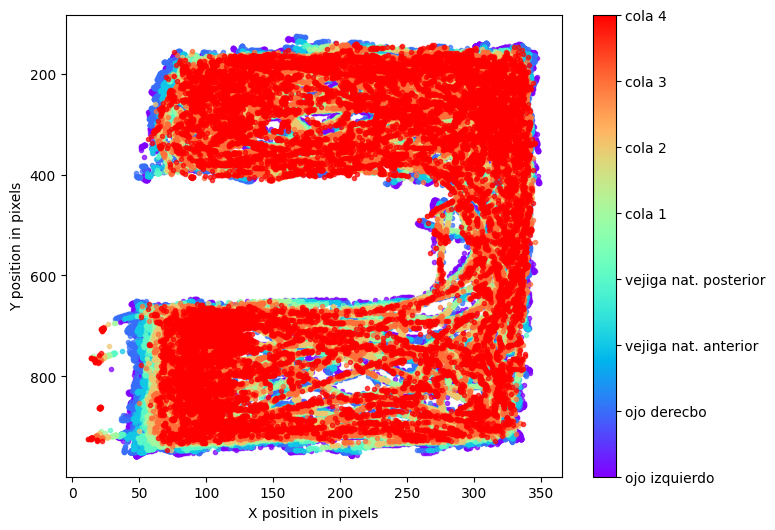 200
400
600
800
Y position in pixels
0
50
100
150
200
250
300
350
X position in pixels
cola 4
cola 3
cola 2
cola 1
vejiga nat. posterior
vejiga nat. anterior
ojo derecbo
ojo izquierdo